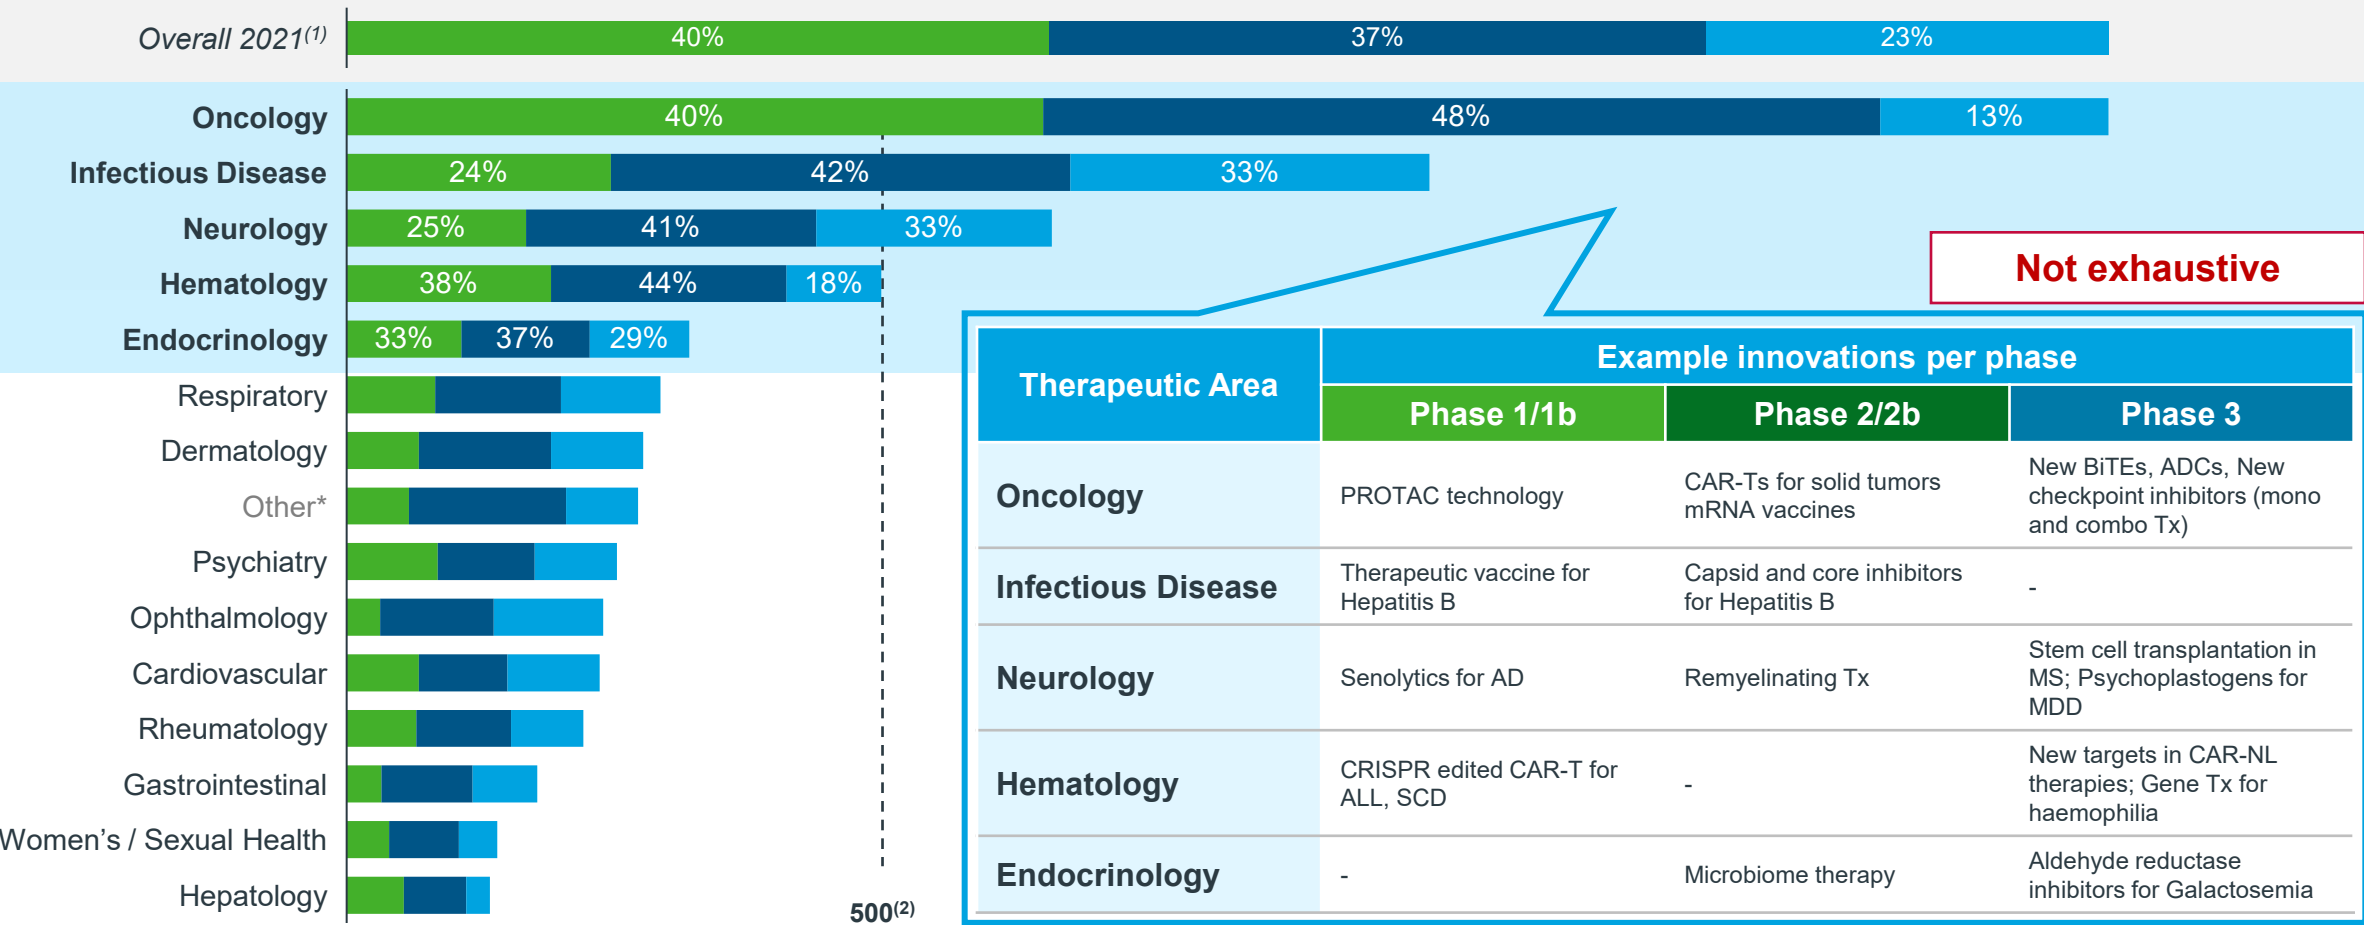 Overall 2021(1)
40% 37% 23%
Oncology
40% 48% 13%
Infectious Disease
24% 42% 33%
Neurology
25% 41% 33%
Hematology
38% 44% 18%
Endocrinology
33% 37% 29%
Respiratory
Dermatology
Other*
Psychiatry
Ophthalmology
Cardiovascular
Rheumatology
Gastrointestinal
Women’s / Sexual Health
Hepatology
500(2)
Not exhaustive
Therapeutic Area
Example innovations per phase
Phase 1/1b Phase 2/2b Phase 3
Oncology
PROTAC technology
CAR-Ts for solid tumors
mRNA vaccines
New BiTEs, ADCs, New
checkpoint inhibitors (mono
and combo Tx)
Infectious Disease
Therapeutic vaccine for
Hepatitis B
Capsid and core inhibitors
for Hepatitis B
-
Neurology
Senolytics for AD
Remyelinating Tx
Stem cell transplantation in
MS; Psychoplastogens for
MDD
Hematology
CRISPR edited CAR-T for
ALL, SCD
-
New targets in CAR-NL
therapies; Gene Tx for
haemophilia
Endocrinology
-
Microbiome therapy
Aldehyde reductase
inhibitors for Galactosemia